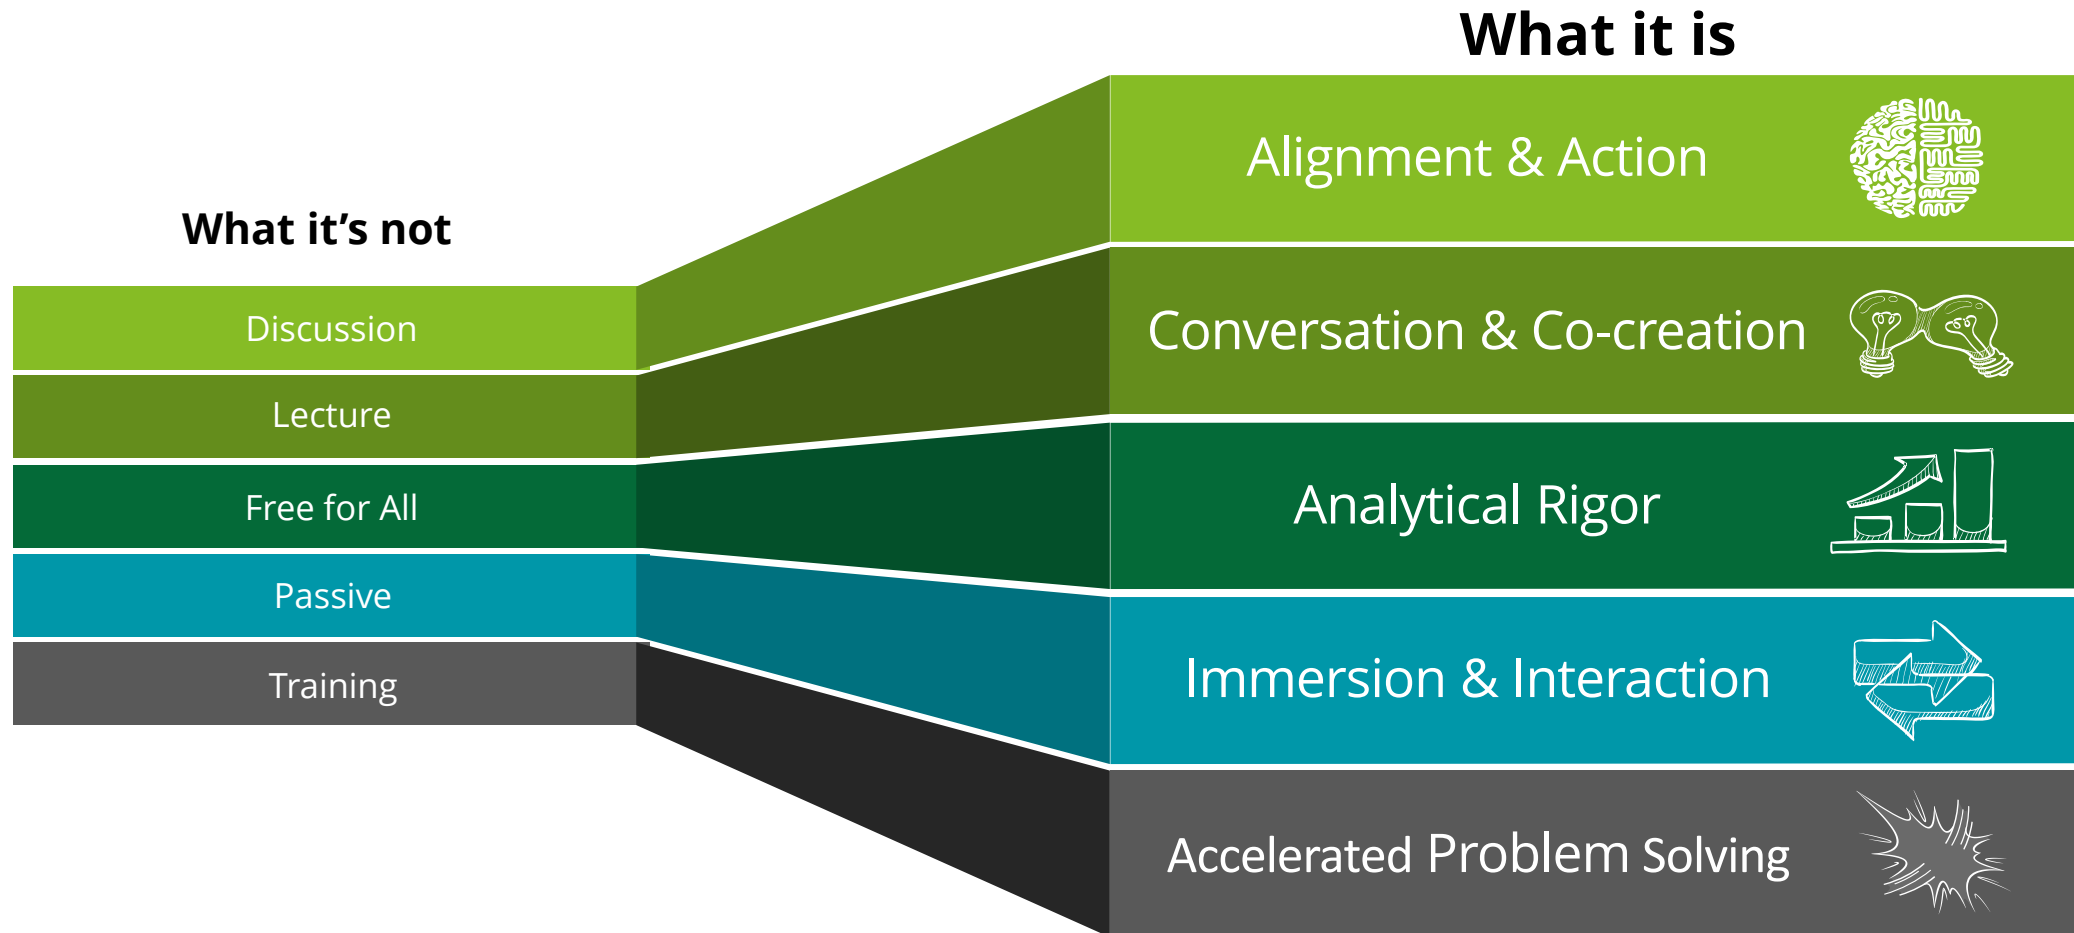 What it's not
Discussion
Lecture
Free for All
Passive
Training
What it is
Alignment & Action
Conversation & Co-creation
Analytical Rigor
Immersion & Interaction
Accelerated Problem Solving